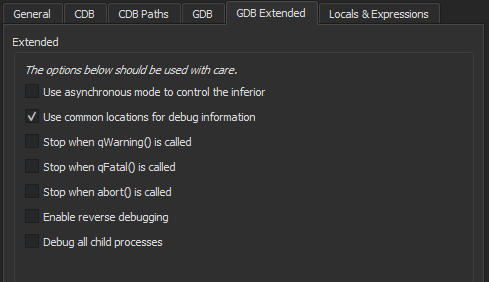 General CDB CDB Paths GDB GDB Extended Locals & Expressions
Extended
The options below should be used with care.
Use asynchronous mode to control the inferior
Use common locations for debug information
Stop when qWarning() is called
Stop when qFatal() is called
Stop when abort() is called
Enable reverse debugging
Debug all child processes